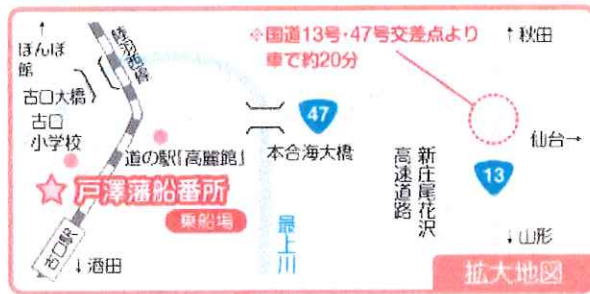 ↑
ぽんぽ
館
陸羽西線
※国道13号・47号交差点より
車で約20分
↑秋田
古口大橋
古口
小学校
47
仙台→
道の駅「高麗館」
本合海大橋
新庄尾花沢
高速道路
13
戸澤藩船番所
乗船場
最上川
古口駅
↓酒田
↓山形
拡大地図